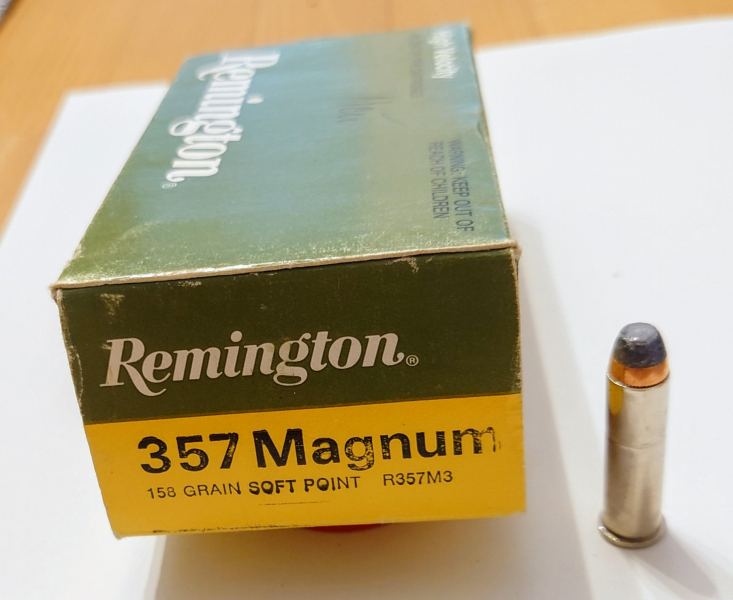 Remington®
High Velocity
WARNING: KEEP OUT OF
REACH OF CHILDREN
Remington®
357 Magnum
158 GRAIN SOFT POINT R357M3